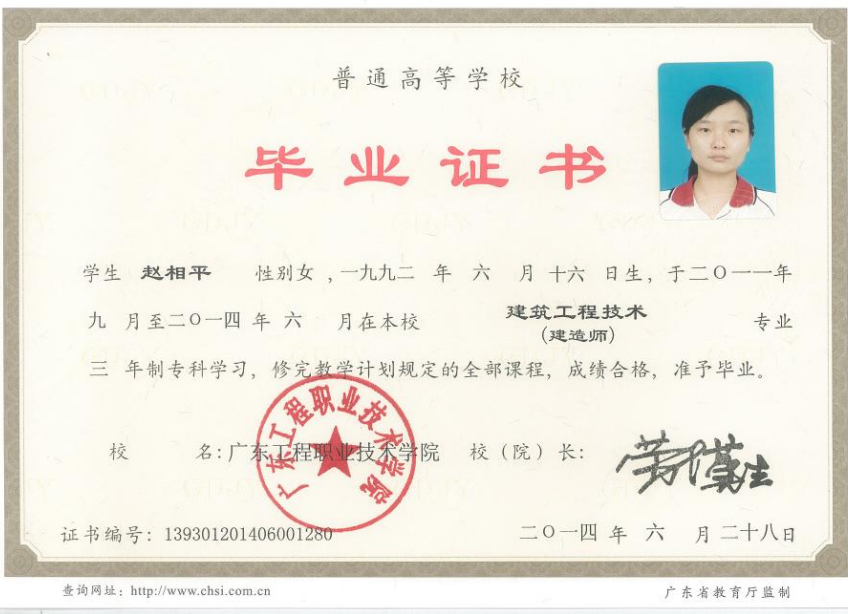 普通高等学校
毕业证书
学生 赵相平 性别女，一九九二 年 六 月 十六 日生，于二〇一一年
九 月至二〇一四 年 六 月在本校 建筑工程技术 专业
(建造师)
三 年制专科学习，修完教学计划规定的全部课程，成绩合格，准予毕业。
广东工程职业技术学院
校 名：广东工程职业技术学院 校（院）长：
证书编号：139301201406001280 二〇一四 年 六 月 二十八日
查询网址：http://www.chsi.com.cn 广东省教育厅监制